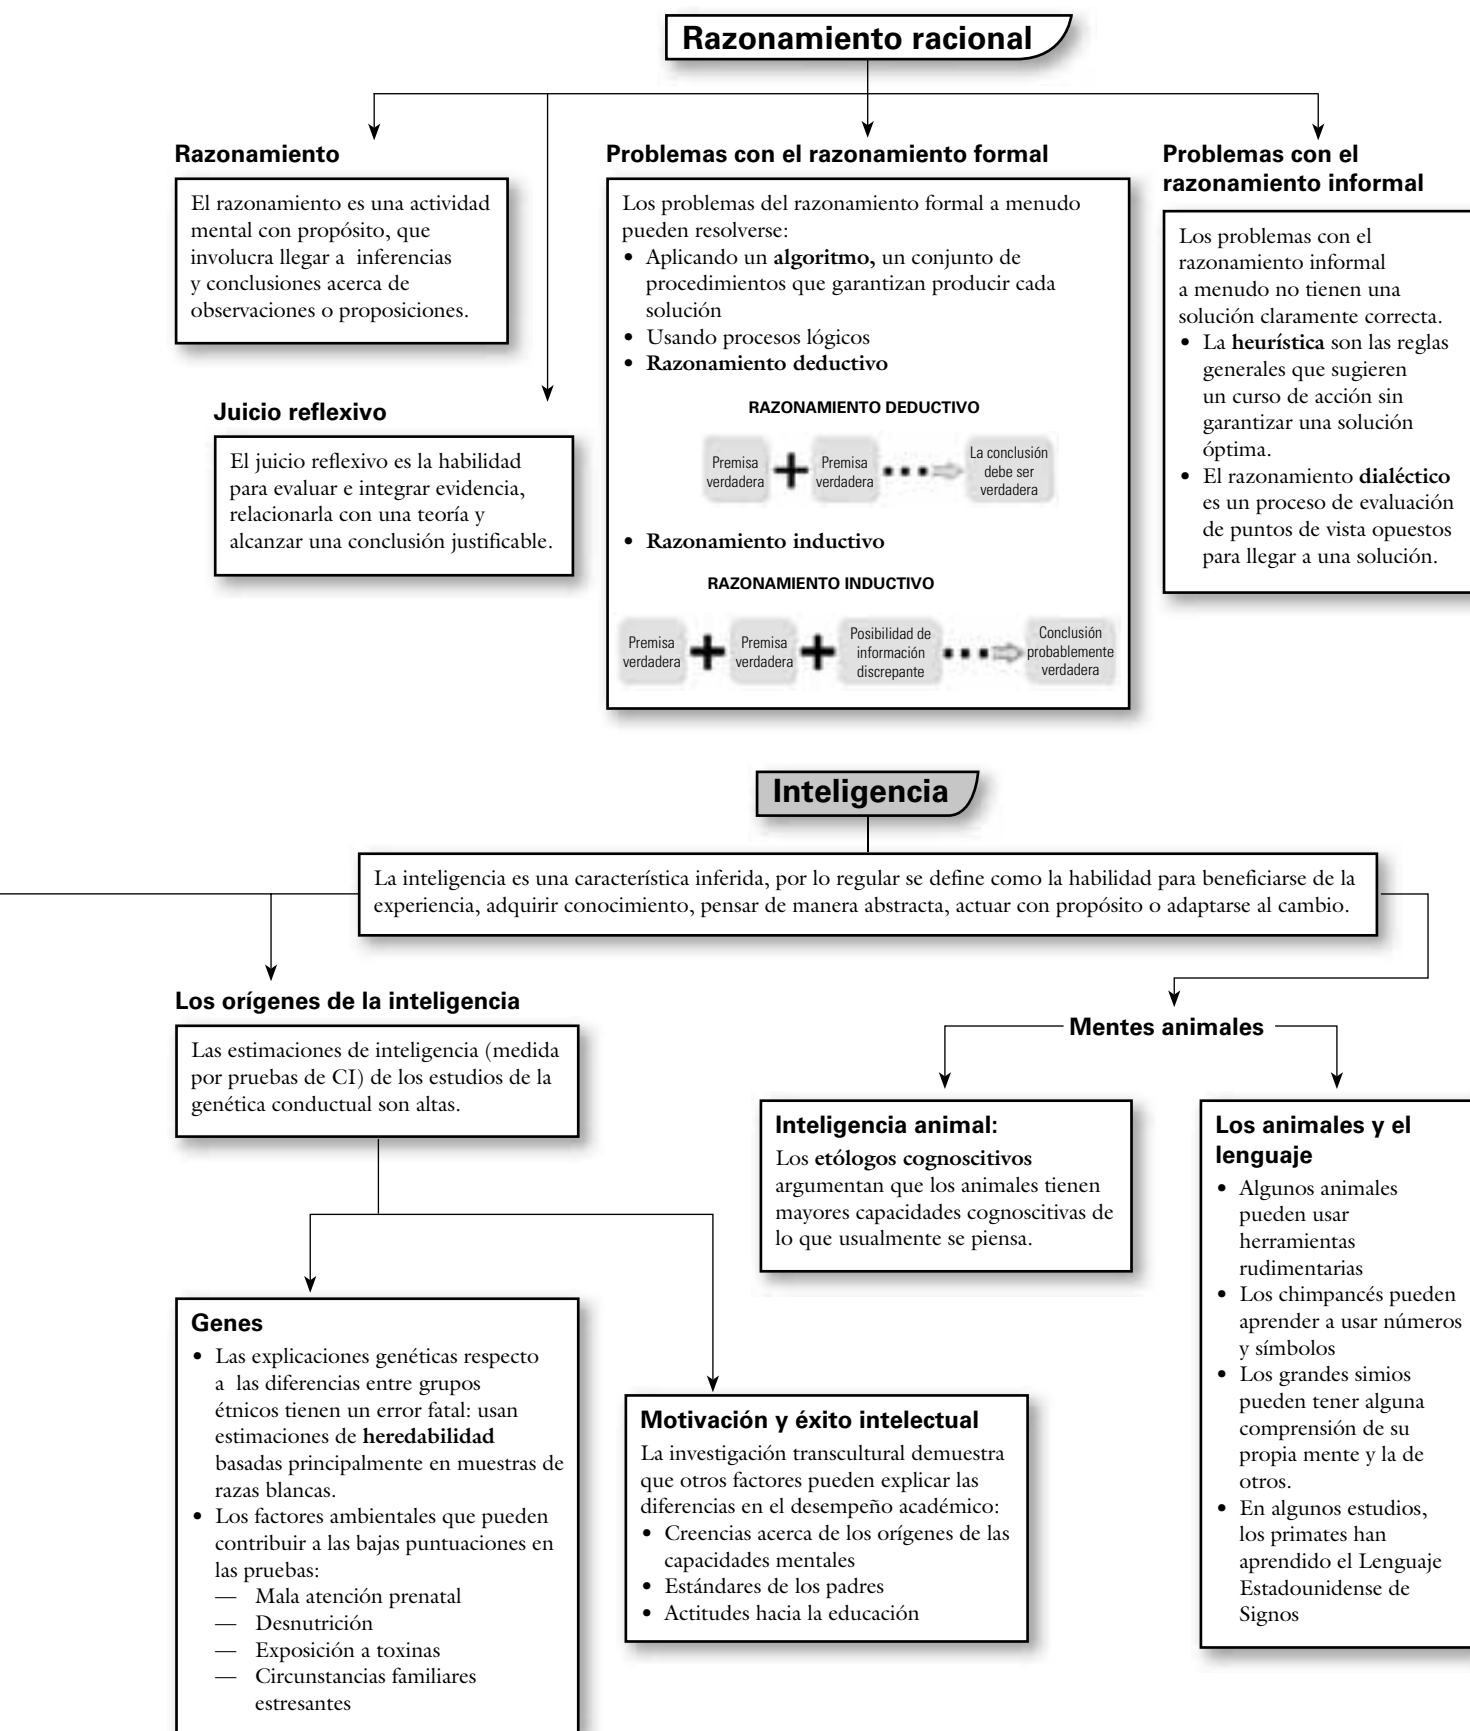 Razonamiento racional
Razonamiento
El razonamiento es una actividad
mental con propósito, que
involucra llegar a inferencias
y conclusiones acerca de
observaciones o proposiciones.
Juicio reflexivo
El juicio reflexivo es la habilidad
para evaluar e integrar evidencia,
relacionarla con una teoría y
alcanzar una conclusión justificable.
Problemas con el razonamiento formal
Los problemas del razonamiento formal a menudo
pueden resolverse:
• Aplicando un algoritmo, un conjunto de
procedimientos que garantizan producir cada
solución
• Usando procesos lógicos
• Razonamiento deductivo
RAZONAMIENTO DEDUCTIVO
Premisa
verdadera
Premisa
verdadera
La conclusión
debe ser
verdadera
• Razonamiento inductivo
RAZONAMIENTO INDUCTIVO
Premisa
verdadera
Premisa
verdadera
Posibilidad de
información
discrepante
Conclusión
probablemente
verdadera
Problemas con el
razonamiento informal
Los problemas con el
razonamiento informal
a menudo no tienen una
solución claramente correcta.
• La heurística son las reglas
generales que sugieren
un curso de acción sin
garantizar una solución
óptima.
• El razonamiento dialéctico
es un proceso de evaluación
de puntos de vista opuestos
para llegar a una solución.
Inteligencia
La inteligencia es una característica inferida, por lo regular se define como la habilidad para beneficiarse de la
experiencia, adquirir conocimiento, pensar de manera abstracta, actuar con propósito o adaptarse al cambio.
Los orígenes de la inteligencia
Las estimaciones de inteligencia (medida
por pruebas de CI) de los estudios de la
genética conductual son altas.
Genes
• Las explicaciones genéticas respecto
a las diferencias entre grupos
étnicos tienen un error fatal: usan
estimaciones de heredabilidad
basadas principalmente en muestras de
razas blancas.
• Los factores ambientales que pueden
contribuir a las bajas puntuaciones en
las pruebas:
— Mala atención prenatal
— Desnutrición
— Exposición a toxinas
— Circunstancias familiares
estresantes
Motivación y éxito intelectual
La investigación transcultural demuestra
que otros factores pueden explicar las
diferencias en el desempeño académico:
• Creencias acerca de los orígenes de las
capacidades mentales
• Estándares de los padres
• Actitudes hacia la educación
Mentes animales
Inteligencia animal:
Los etólogos cognoscitivos
argumentan que los animales tienen
mayores capacidades cognoscitivas de
lo que usualmente se piensa.
Los animales y el
lenguaje
• Algunos animales
pueden usar
herramientas
rudimentarias
• Los chimpancés pueden
aprender a usar números
y símbolos
• Los grandes simios
pueden tener alguna
comprensión de su
propia mente y la de
otros.
• En algunos estudios,
los primates han
aprendido el Lenguaje
Estadounidense de
Signos